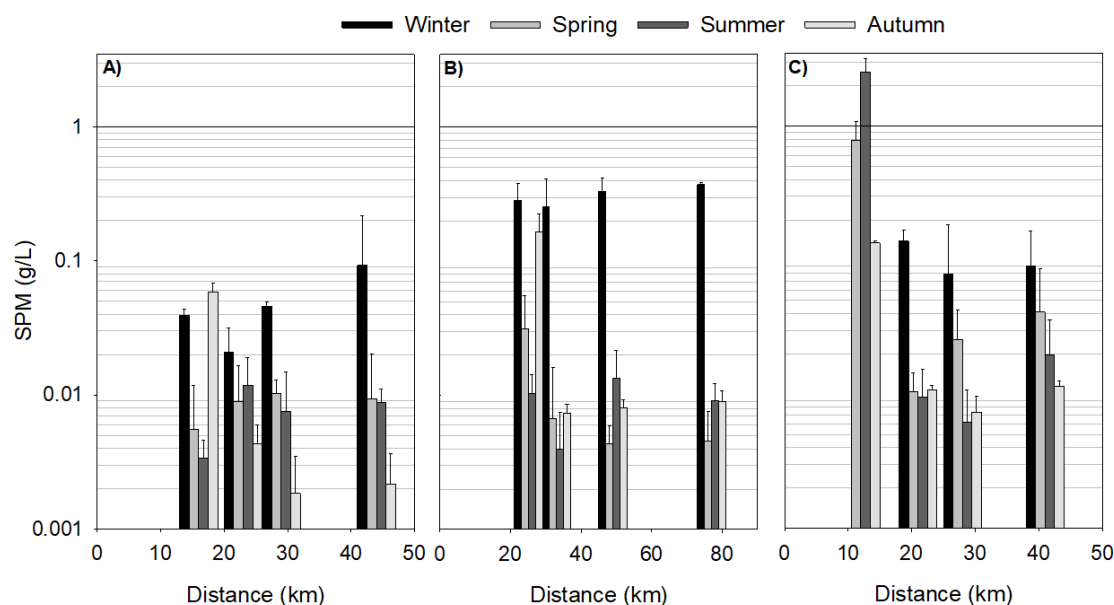 Winter Spring Summer Autumn
A) B) C)
1
0.1
0.01
0.001
SPM (g/L)
0 10 20 30 40 50 0 20 40 60 80 0 10 20 30 40 50
Distance (km) Distance (km) Distance (km)